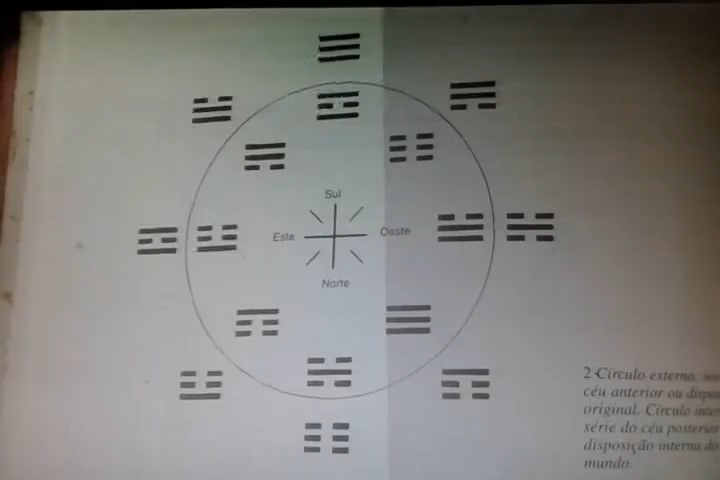 Sul
Este
Oeste
Norte
2 Círculo externo:
céu anterior ou
original. Círculo
série do céu posterior
disposição interna
mundo